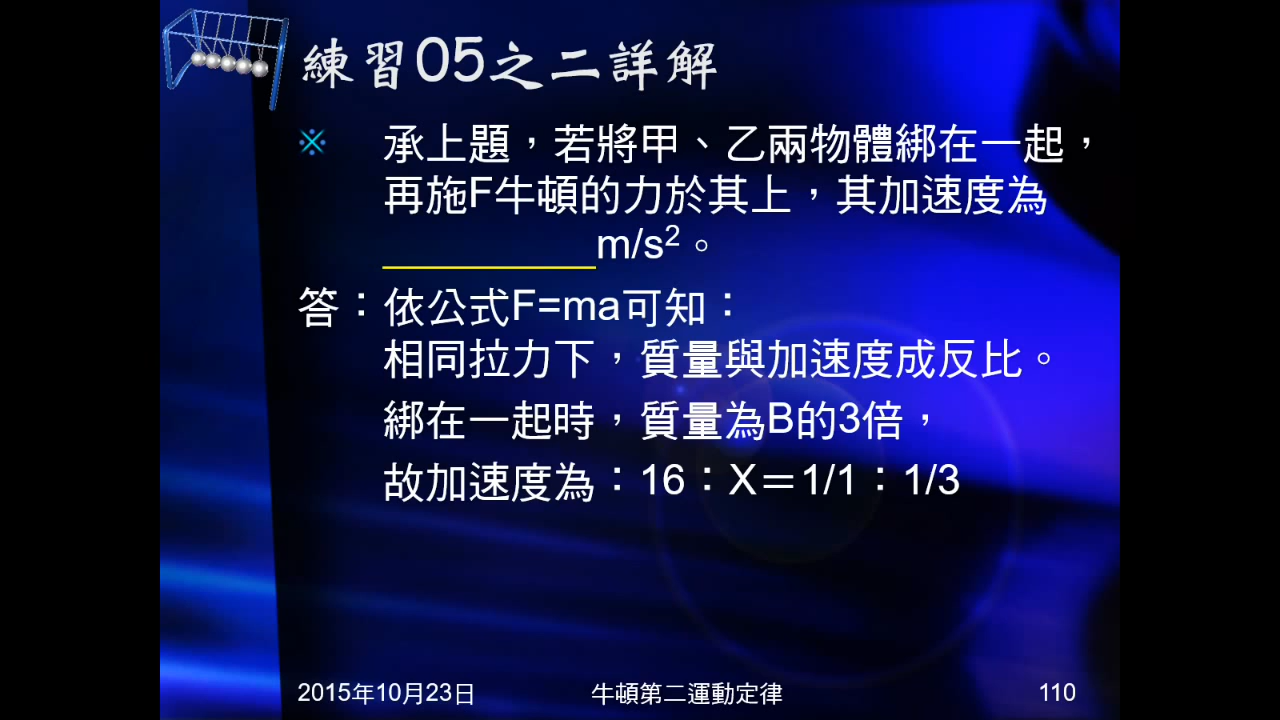 練習05之二詳解
※ 承上題，若將甲、乙兩物體綁在一起，
再施F牛頓的力於其上，其加速度為
__________m/s²。
答：依公式F=ma可知：
相同拉力下，質量與加速度成反比。
綁在一起時，質量為B的3倍，
故加速度為：16：X＝1/1：1/3
2015年10月23日 牛頓第二運動定律 110